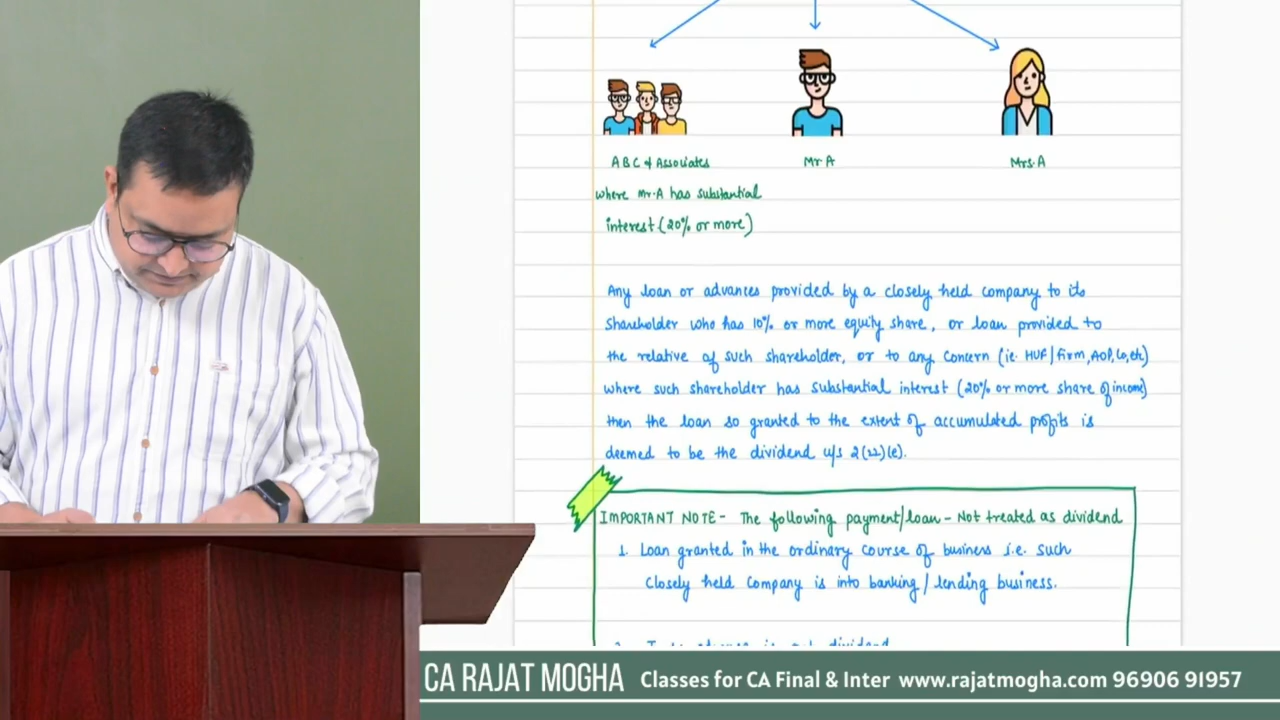 ABC & Associates
Mr A
Mrs. A
where Mr. A has substantial
interest (20% or more)
Any loan or advances provided by a closely held company to its
shareholder who has 10% or more equity share, or loan provided to
the relative of such shareholder, or to any concern (ie. HUF/firm, AOP, Co, etc)
where such shareholder has substantial interest (20% or more share of income)
then the loan so granted to the extent of accumulated profits is
deemed to be the dividend u/s 2(22)(e).
IMPORTANT NOTE- The following payment/loan - Not treated as dividend
1. Loan granted in the ordinary course of business i.e. such
closely held company is into banking / lending business.
CA RAJAT MOGHA Classes for CA Final & Inter www.rajatmogha.com 96906 91957